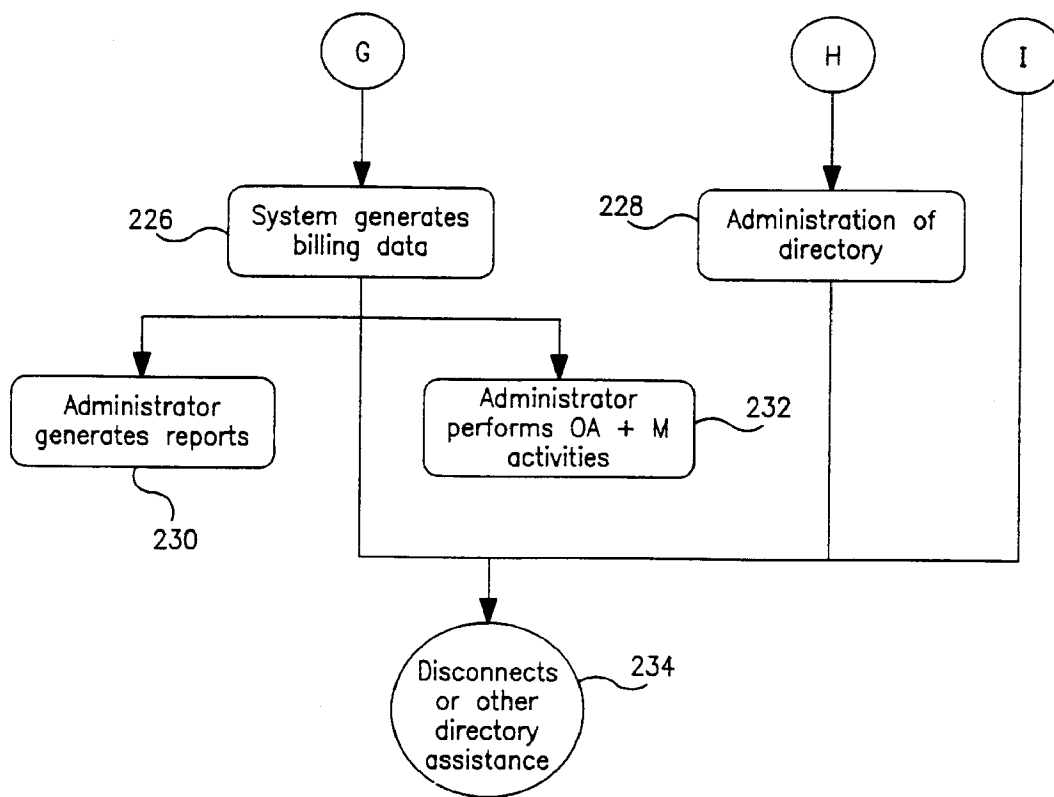 G
H
I
226
System generates
billing data
228
Administration of
directory
Administrator
generates reports
230
Administrator
performs OA + M
activities
232
Disconnects
or other
directory
assistance
234